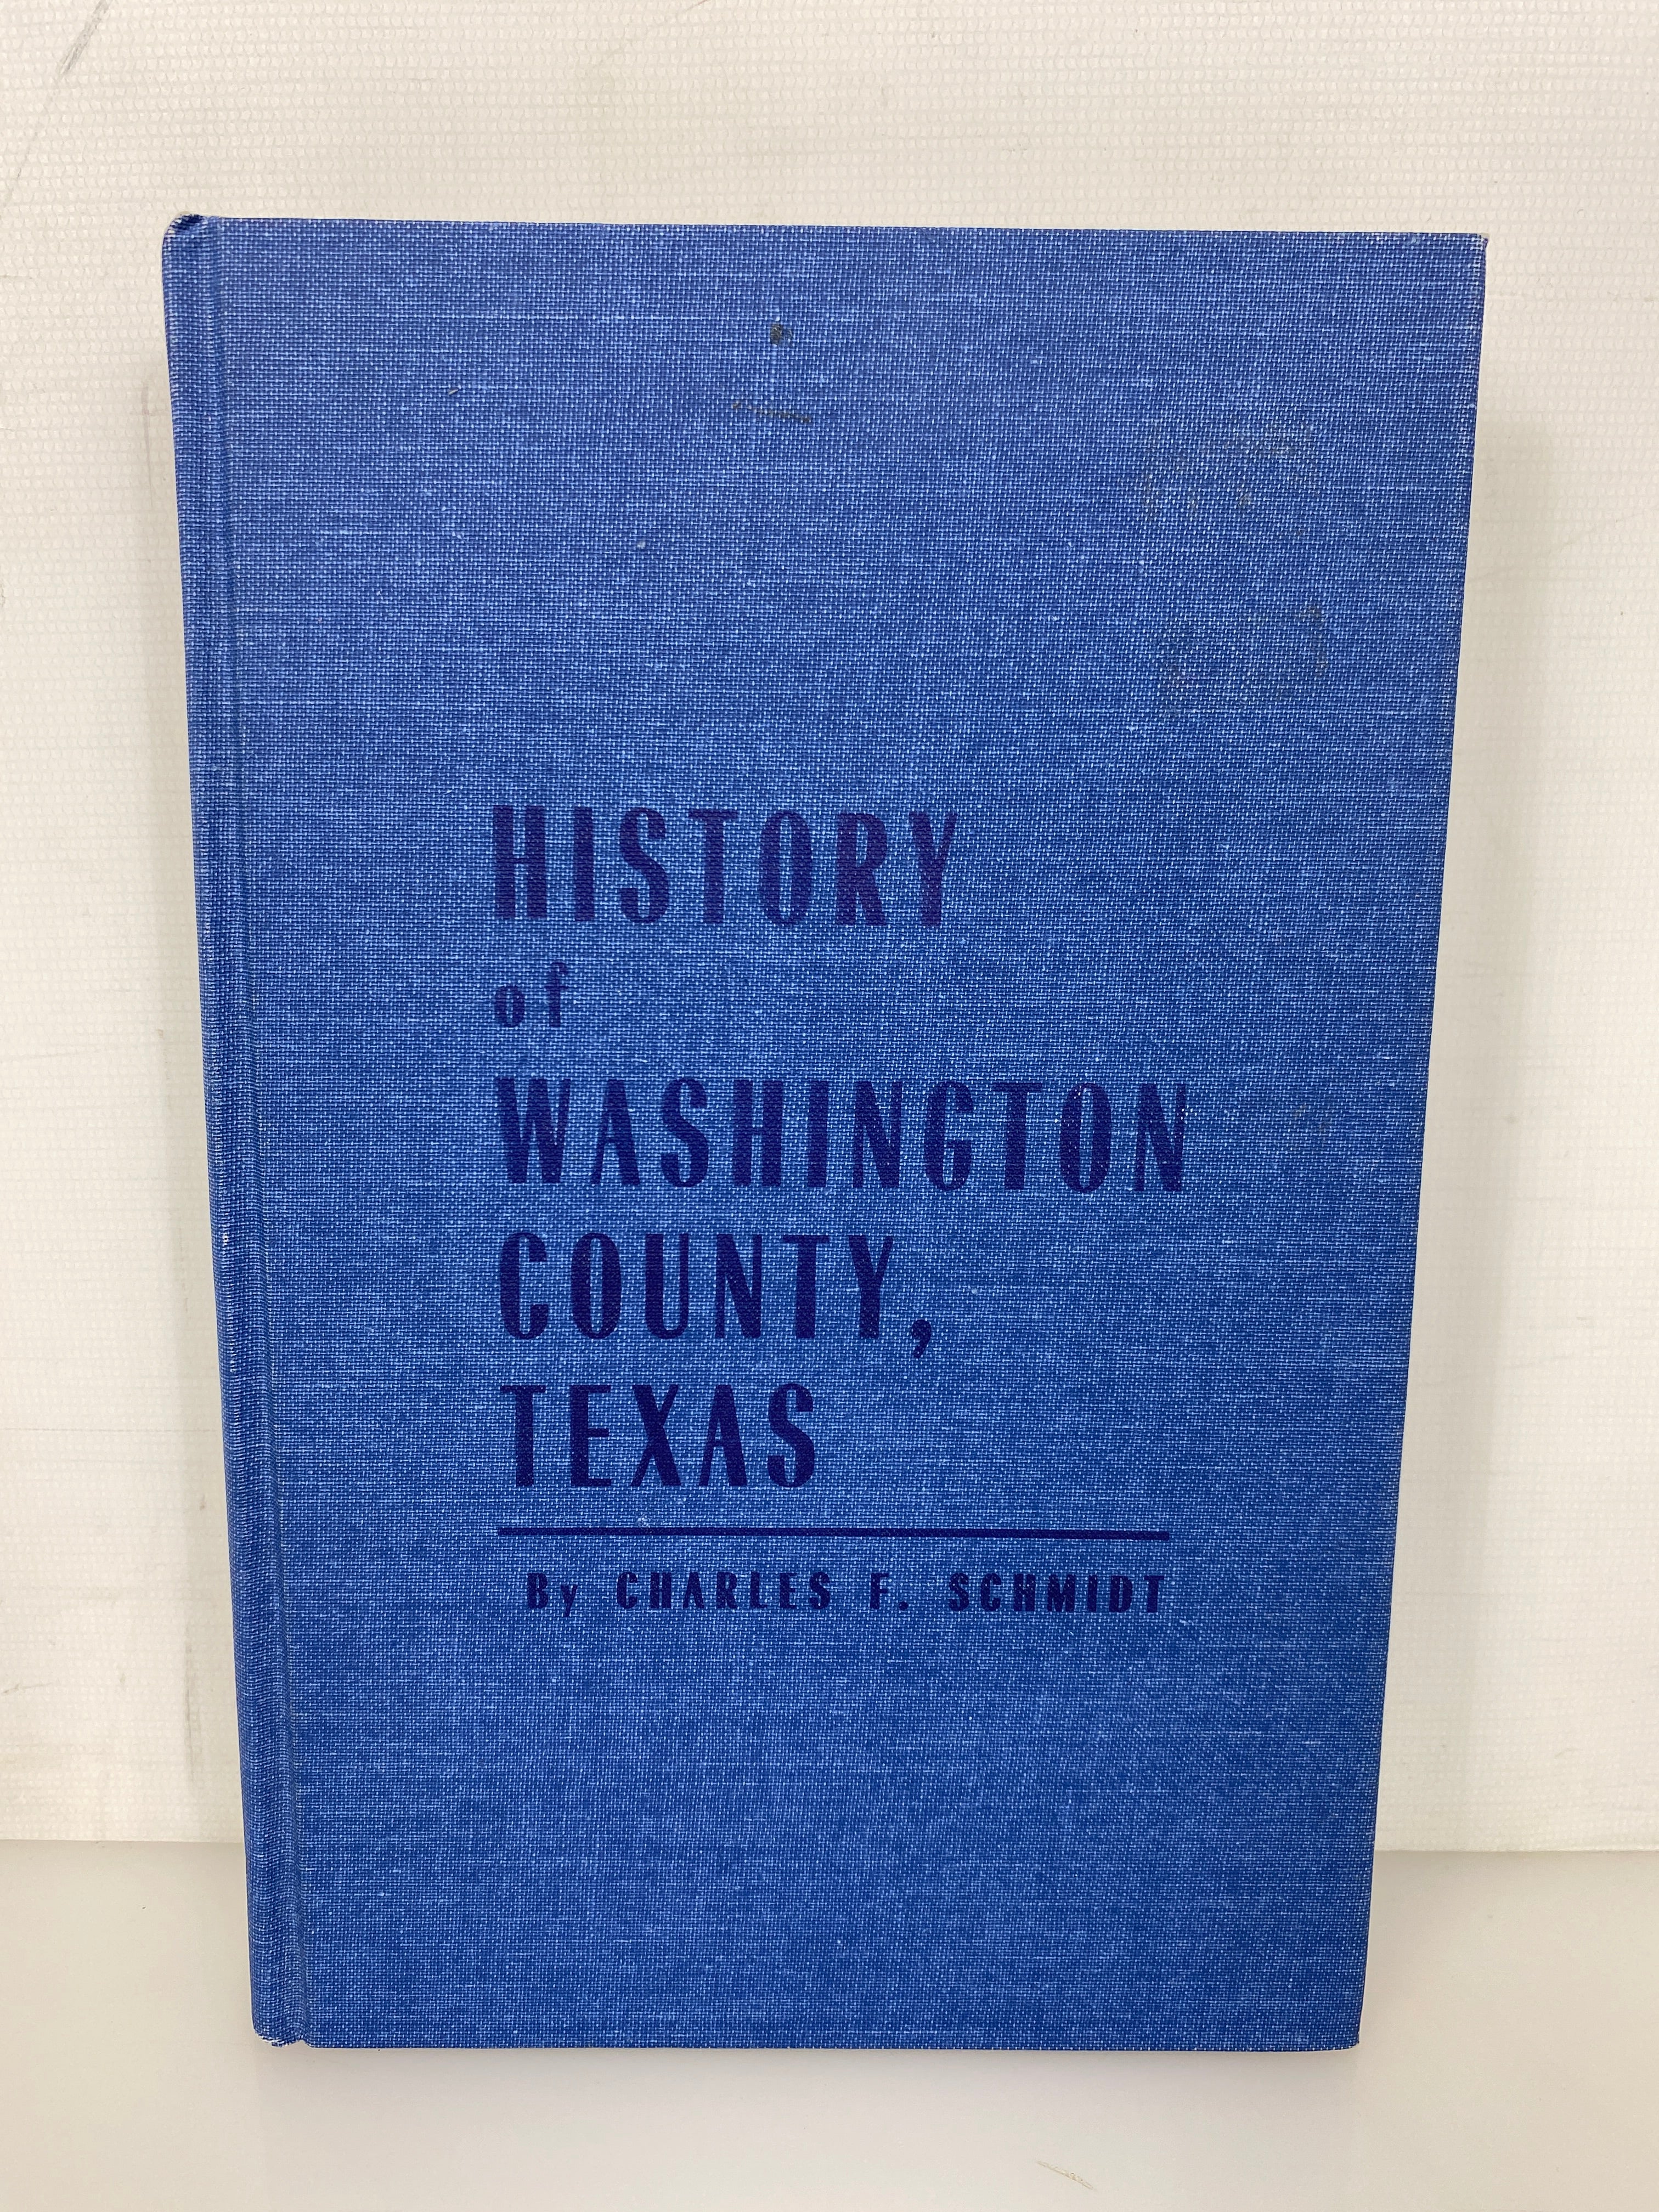 HISTORY
of
WASHINGTON
COUNTY,
TEXAS
By CHARLES F. SCHMIDT